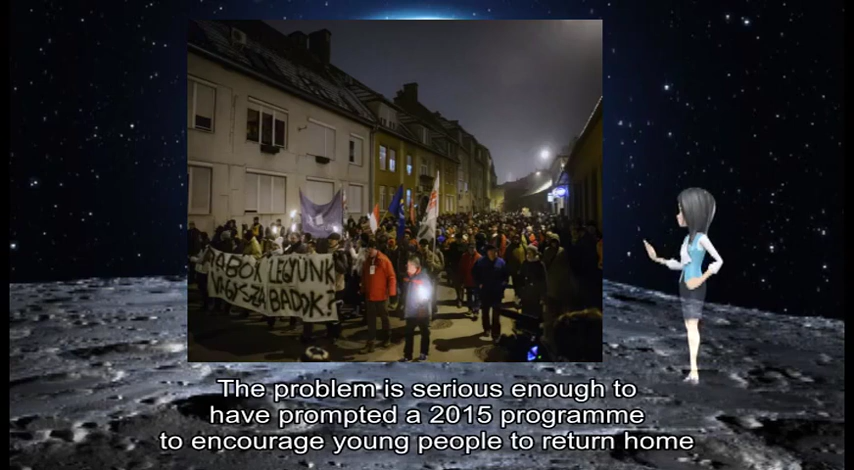 RABOK LEGYÜNK
VAGY SZABADOK?
The problem is serious enough to
have prompted a 2015 programme
to encourage young people to return home